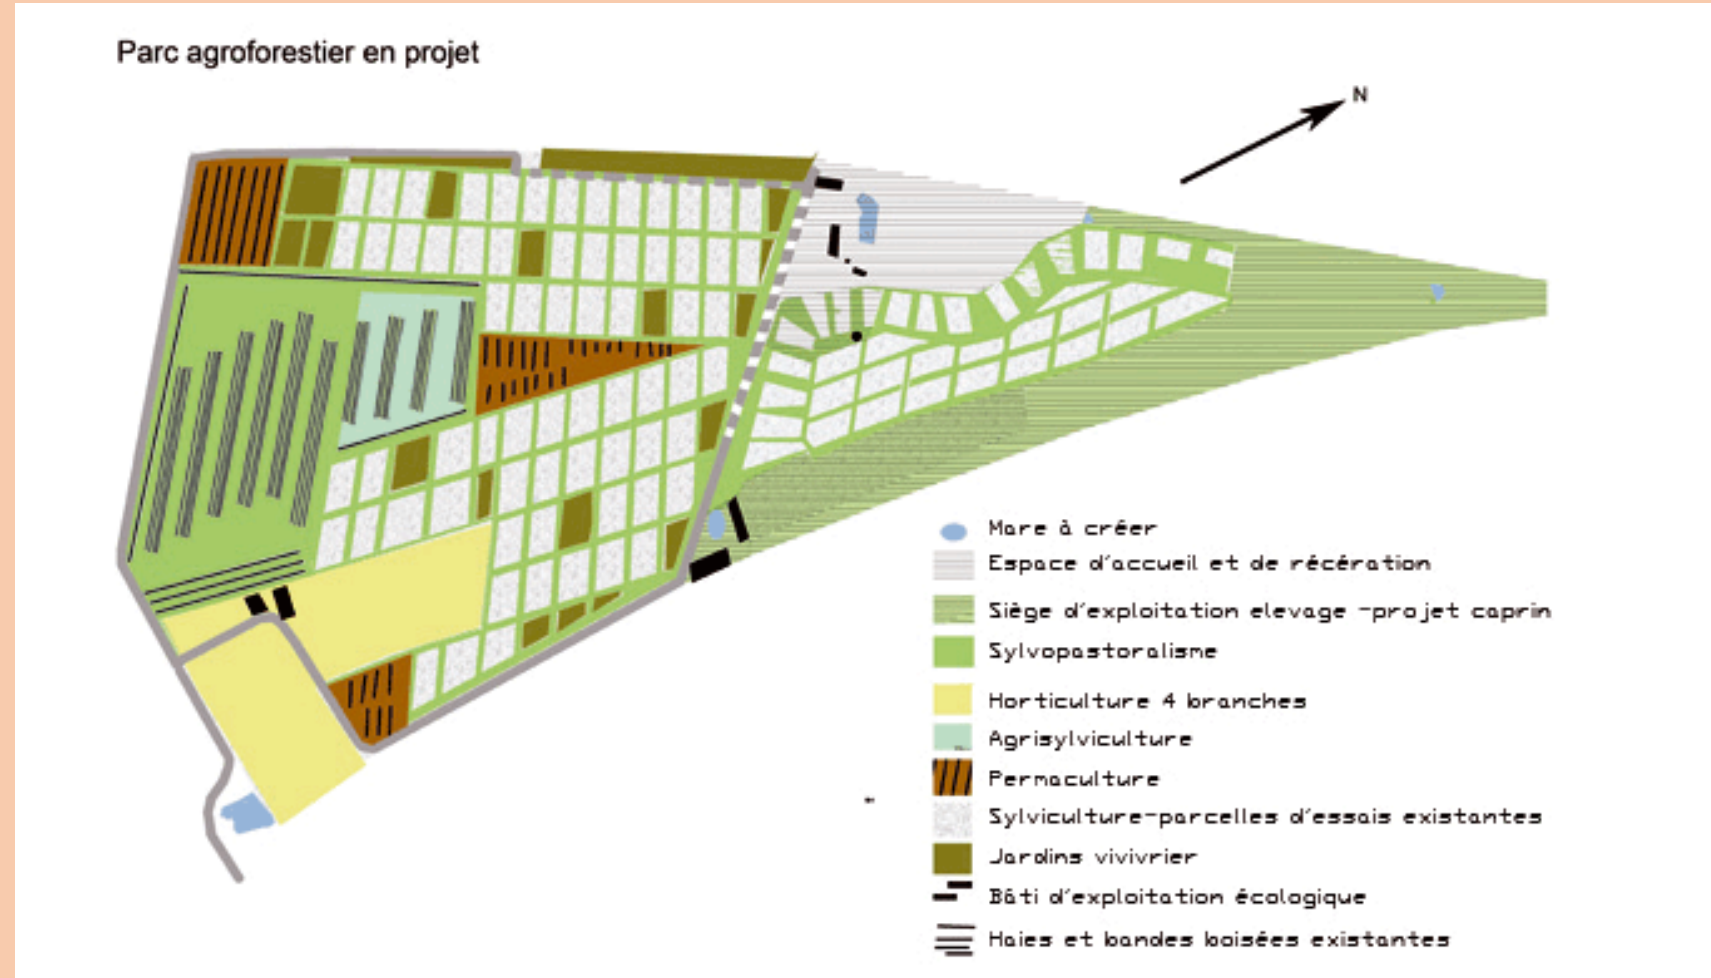 Parc agroforestier en projet
N
Mare à créer
Espace d'accueil et de récération
Siège d'exploitation elevage -projet caprin
Sylvopastoralisme
Horticulture 4 branches
Agrisylviculture
Permaculture
Sylviculture-parcelles d'essais existantes
Jardins vivivrier
Bâti d'exploitation écologique
Haies et bandes boisées existantes